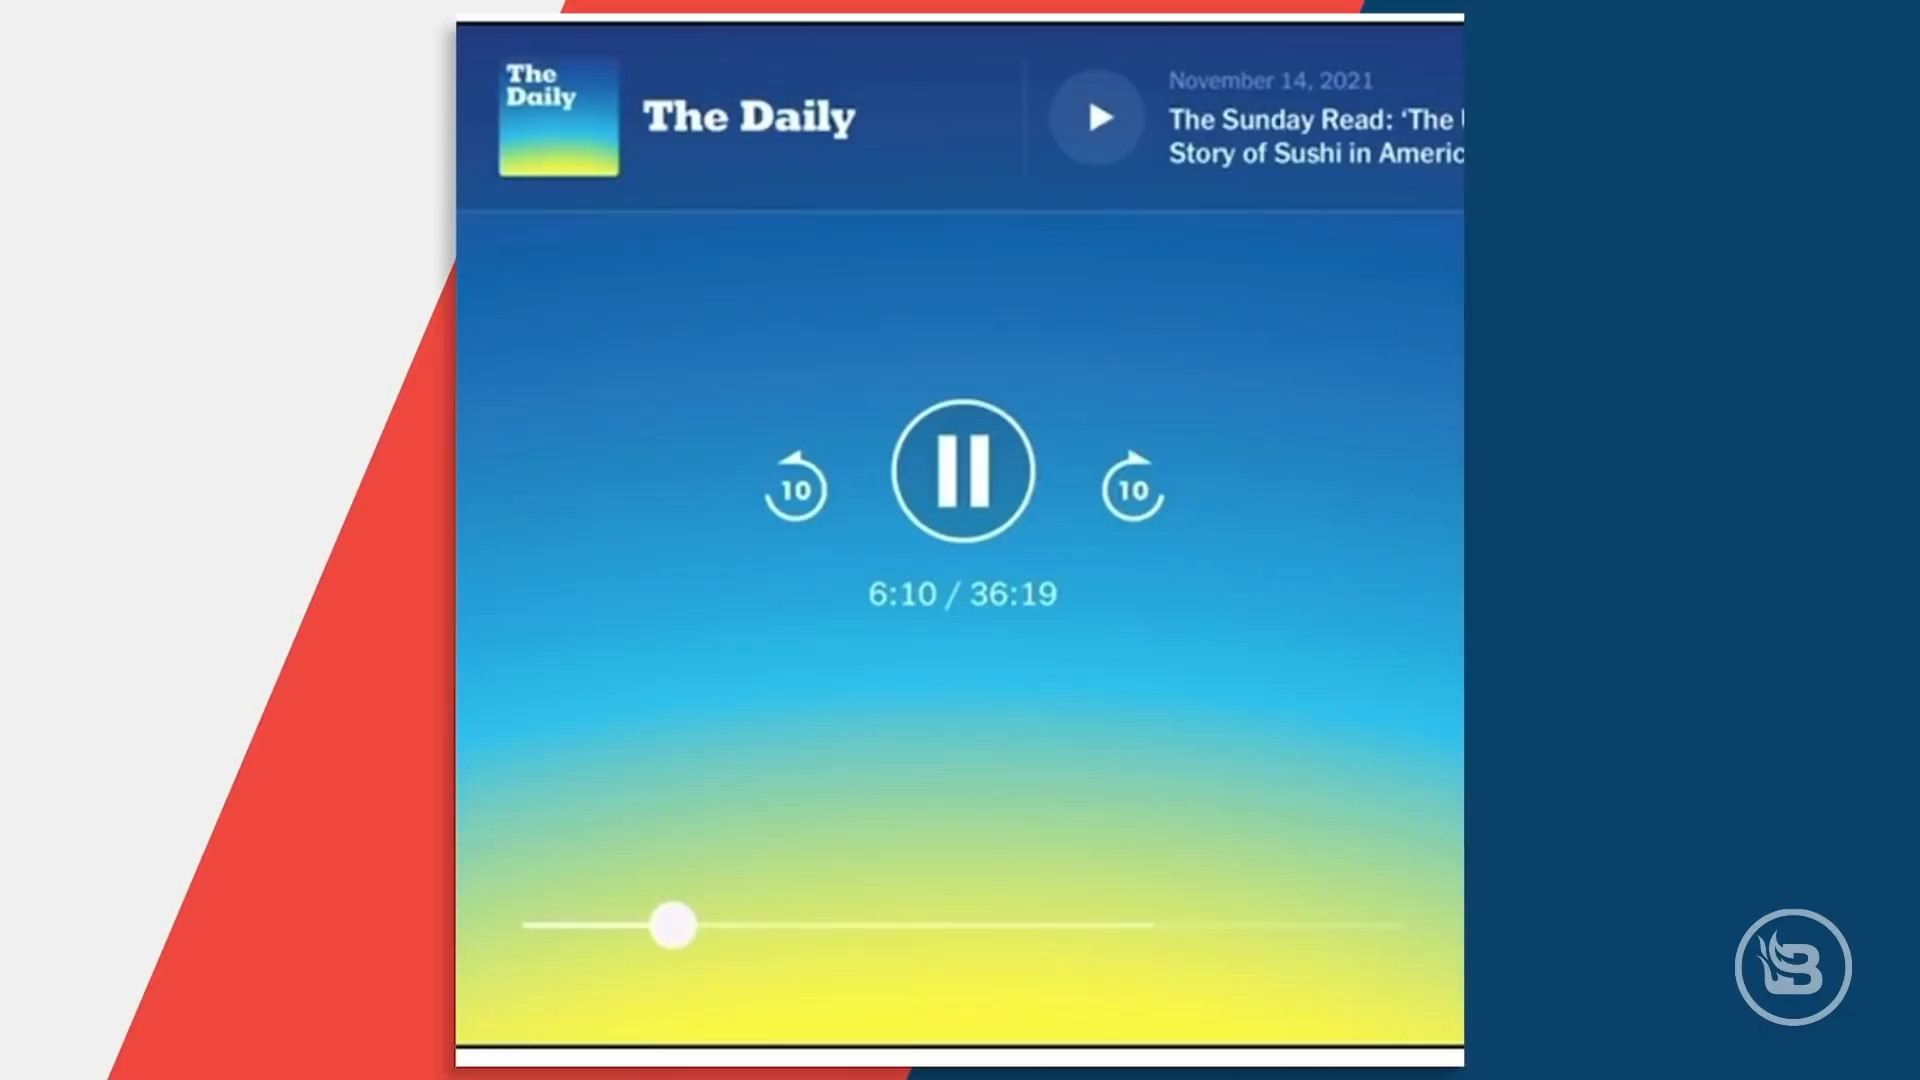 The
Daily
The Daily
November 14, 2021
The Sunday Read: ‘The
Story of Sushi in Americ
10
10
6:10 / 36:19
B